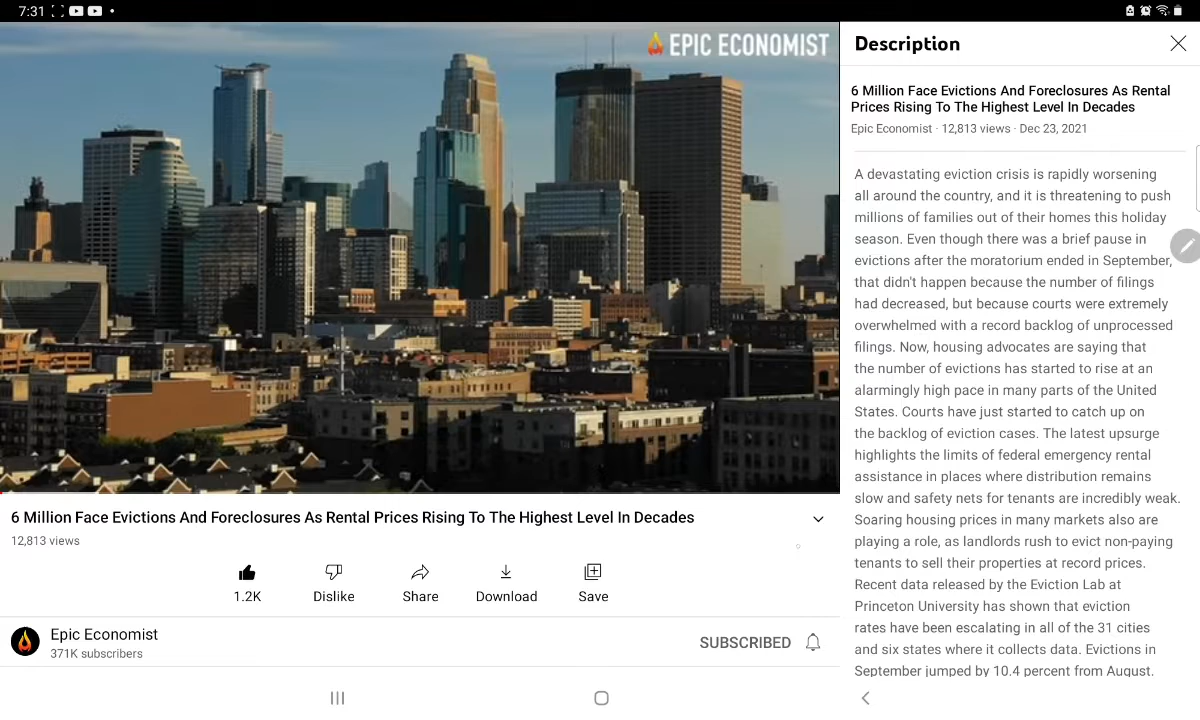 7:31
EPIC ECONOMIST
Description
6 Million Face Evictions And Foreclosures As Rental
Prices Rising To The Highest Level In Decades
Epic Economist · 12,813 views · Dec 23, 2021
A devastating eviction crisis is rapidly worsening
all around the country, and it is threatening to push
millions of families out of their homes this holiday
season. Even though there was a brief pause in
evictions after the moratorium ended in September,
that didn't happen because the number of filings
had decreased, but because courts were extremely
overwhelmed with a record backlog of unprocessed
filings. Now, housing advocates are saying that
the number of evictions has started to rise at an
alarmingly high pace in many parts of the United
States. Courts have just started to catch up on
the backlog of eviction cases. The latest upsurge
highlights the limits of federal emergency rental
assistance in places where distribution remains
slow and safety nets for tenants are incredibly weak.
Soaring housing prices in many markets also are
playing a role, as landlords rush to evict non-paying
tenants to sell their properties at record prices.
Recent data released by the Eviction Lab at
Princeton University has shown that eviction
rates have been escalating in all of the 31 cities
and six states where it collects data. Evictions in
September jumped by 10.4 percent from August.
6 Million Face Evictions And Foreclosures As Rental Prices Rising To The Highest Level In Decades
12,813 views
1.2K
Dislike
Share
Download
Save
Epic Economist
371K subscribers
SUBSCRIBED